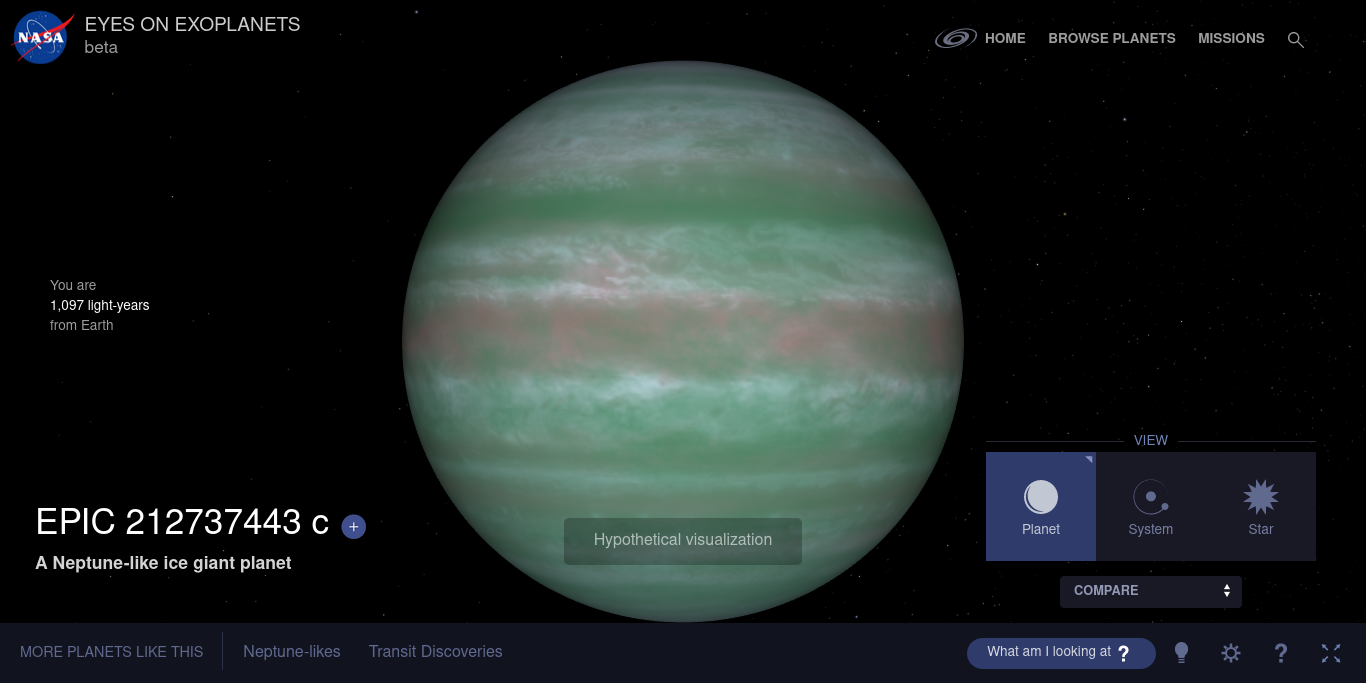 NASA
EYES ON EXOPLANETS
beta
HOME
BROWSE PLANETS
MISSIONS
You are
1,097 light-years
from Earth
VIEW
Planet
System
Star
EPIC 212737443 c +
A Neptune-like ice giant planet
Hypothetical visualization
COMPARE
MORE PLANETS LIKE THIS
Neptune-likes
Transit Discoveries
What am I looking at ?
?